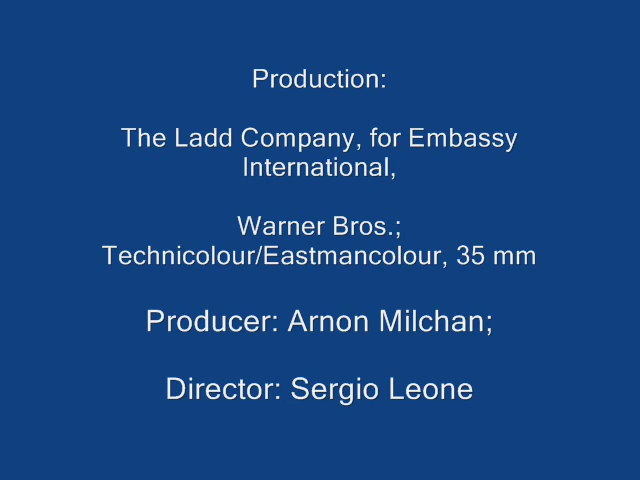 Production:
The Ladd Company, for Embassy
International,
Warner Bros.;
Technicolour/Eastmancolour, 35 mm
Producer: Arnon Milchan;
Director: Sergio Leone